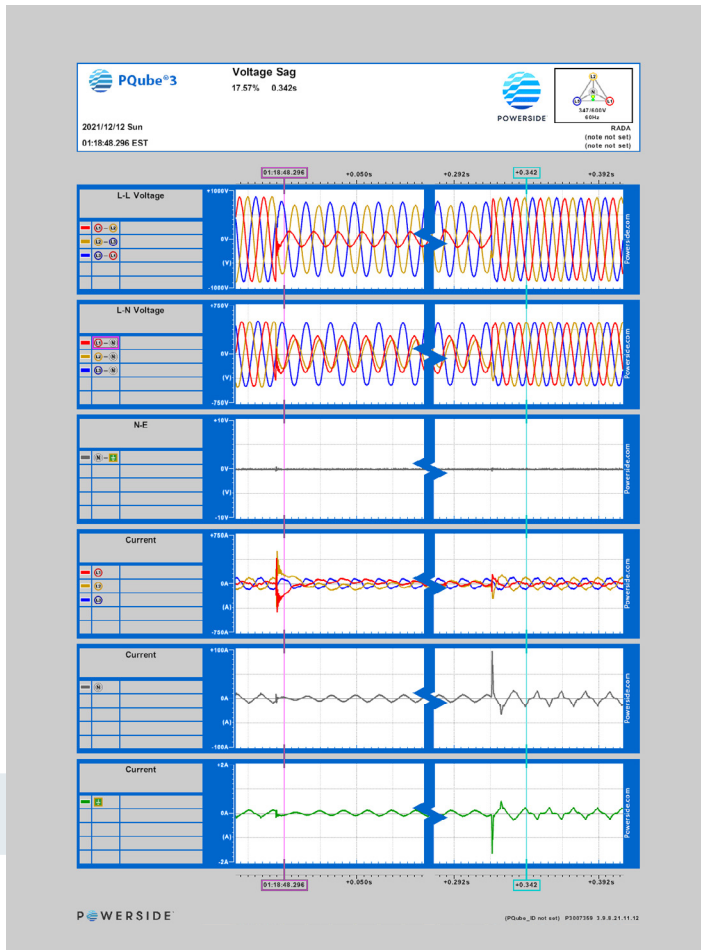 PQube®3
Voltage Sag
17.57% 0.342s
POWERSIDE™
L2
N
L3 L1
347/600V
60Hz
2021/12/12 Sun
01:18:48.296 EST
RADA
(note not set)
(note not set)
01:18:48.296 +0.050s +0.292s +0.342 +0.392s
L-L Voltage
L1 - L2
L2 - L3
L3 - L1
+1000V
0V
(V)
-1000V
Powerside.com
L-N Voltage
L1 - N
L2 - N
L3 - N
+750V
0V
(V)
-750V
Powerside.com
N-E
N -
+10V
0V
(V)
-10V
Powerside.com
Current
L1
L2
L3
+750A
0A
(A)
-750A
Powerside.com
Current
N
+100A
0A
(A)
-100A
Powerside.com
Current
+2A
0A
(A)
-2A
Powerside.com
01:18:48.296 +0.050s +0.292s +0.342 +0.392s
POWERSIDE™
(PQube_ID not set) P3007359 3.9.8.21.11.12